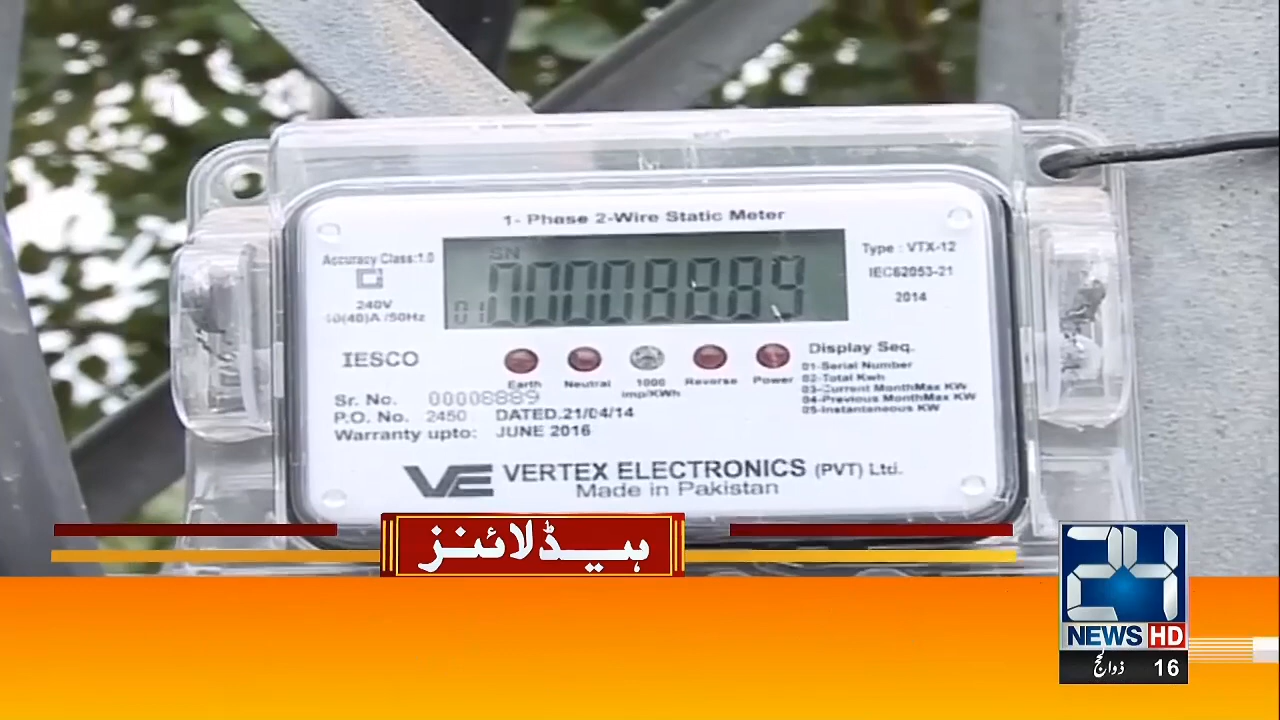 1- Phase 2-Wire Static Meter
Accuracy Class:1.0
240V
10(40)A /50Hz
SN
01 00008889
Type : VTX-12
IEC62053-21
2014
IESCO
Earth
Neutral
1000
imp/KWh
Reverse
Power
Display Seq.
01-Serial Number
02-Total Kwh
03-Current MonthMax KW
04-Previous MonthMax KW
05-Instantaneous KW
Sr. No. 00008889
P.O. No. 2450 DATED.21/04/14
Warranty upto: JUNE 2016
VE VERTEX ELECTRONICS (PVT) Ltd.
Made in Pakistan
ہیڈلائنز
24
NEWS HD
16 ذوالحج